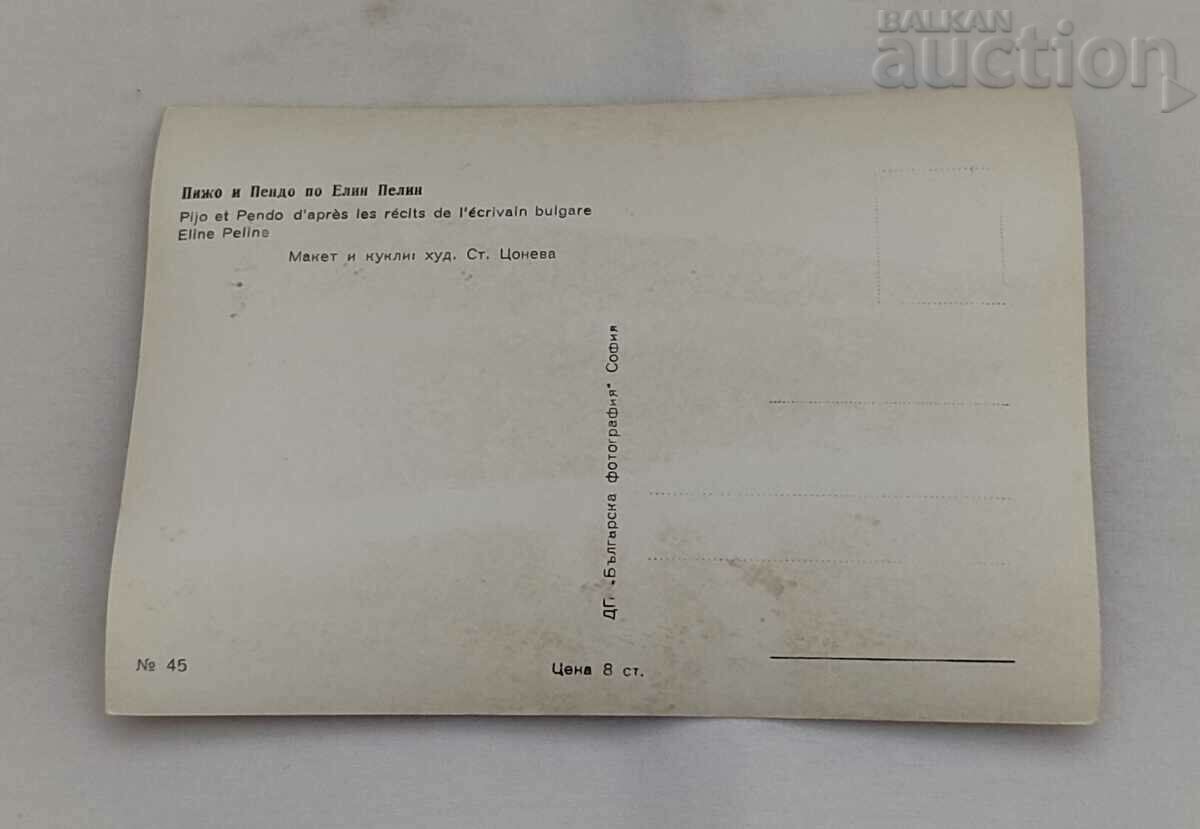 BALKAN
auction
Пижо и Пендо по Елин Пелин
Pijo et Pendo d'après les récits de l'écrivain bulgare
Eline Peline
Макет и кукли: худ. Ст. Цонева
ДП „Българска фотография" София
№ 45
Цена 8 ст.